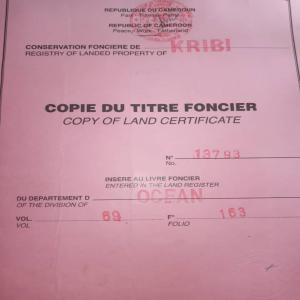 REPUBLIQUE DU CAMEROUN
Paix - Travail - Patrie
REPUBLIC OF CAMEROON
Peace - Work - Fatherland
CONSERVATION FONCIERE DE KRIBI
REGISTRY OF LANDED PROPERTY OF
COPIE DU TITRE FONCIER
COPY OF LAND CERTIFICATE
N° 13793
No.
INSERE AU LIVRE FONCIER
ENTERED IN THE LAND REGISTER
DU DEPARTEMENT D OCEAN
OF THE DIVISION OF
VOL. 69 F° 163
VOL FOLIO